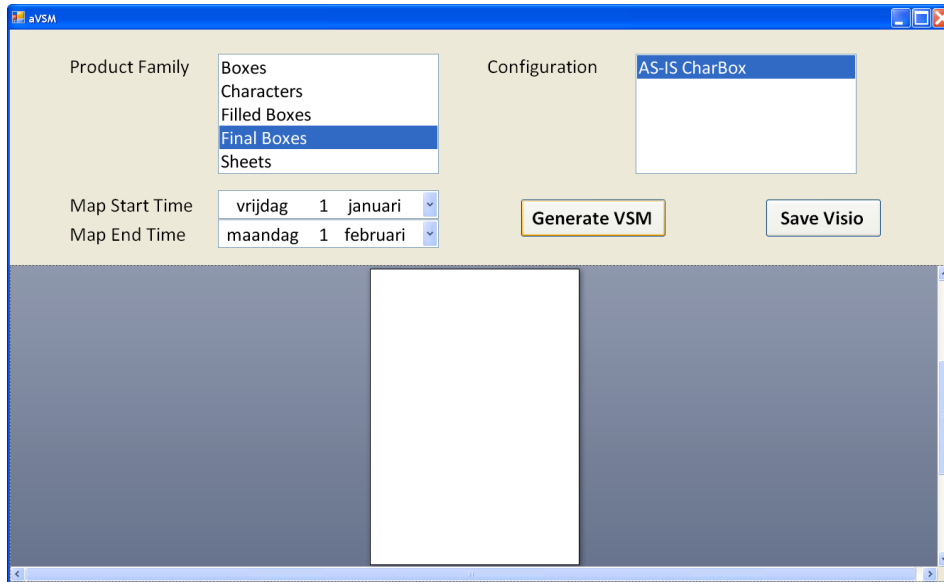 aVSM
Product Family
Boxes
Characters
Filled Boxes
Final Boxes
Sheets
Configuration
AS-IS CharBox
Map Start Time
vrijdag 1 januari
Map End Time
maandag 1 februari
Generate VSM
Save Visio